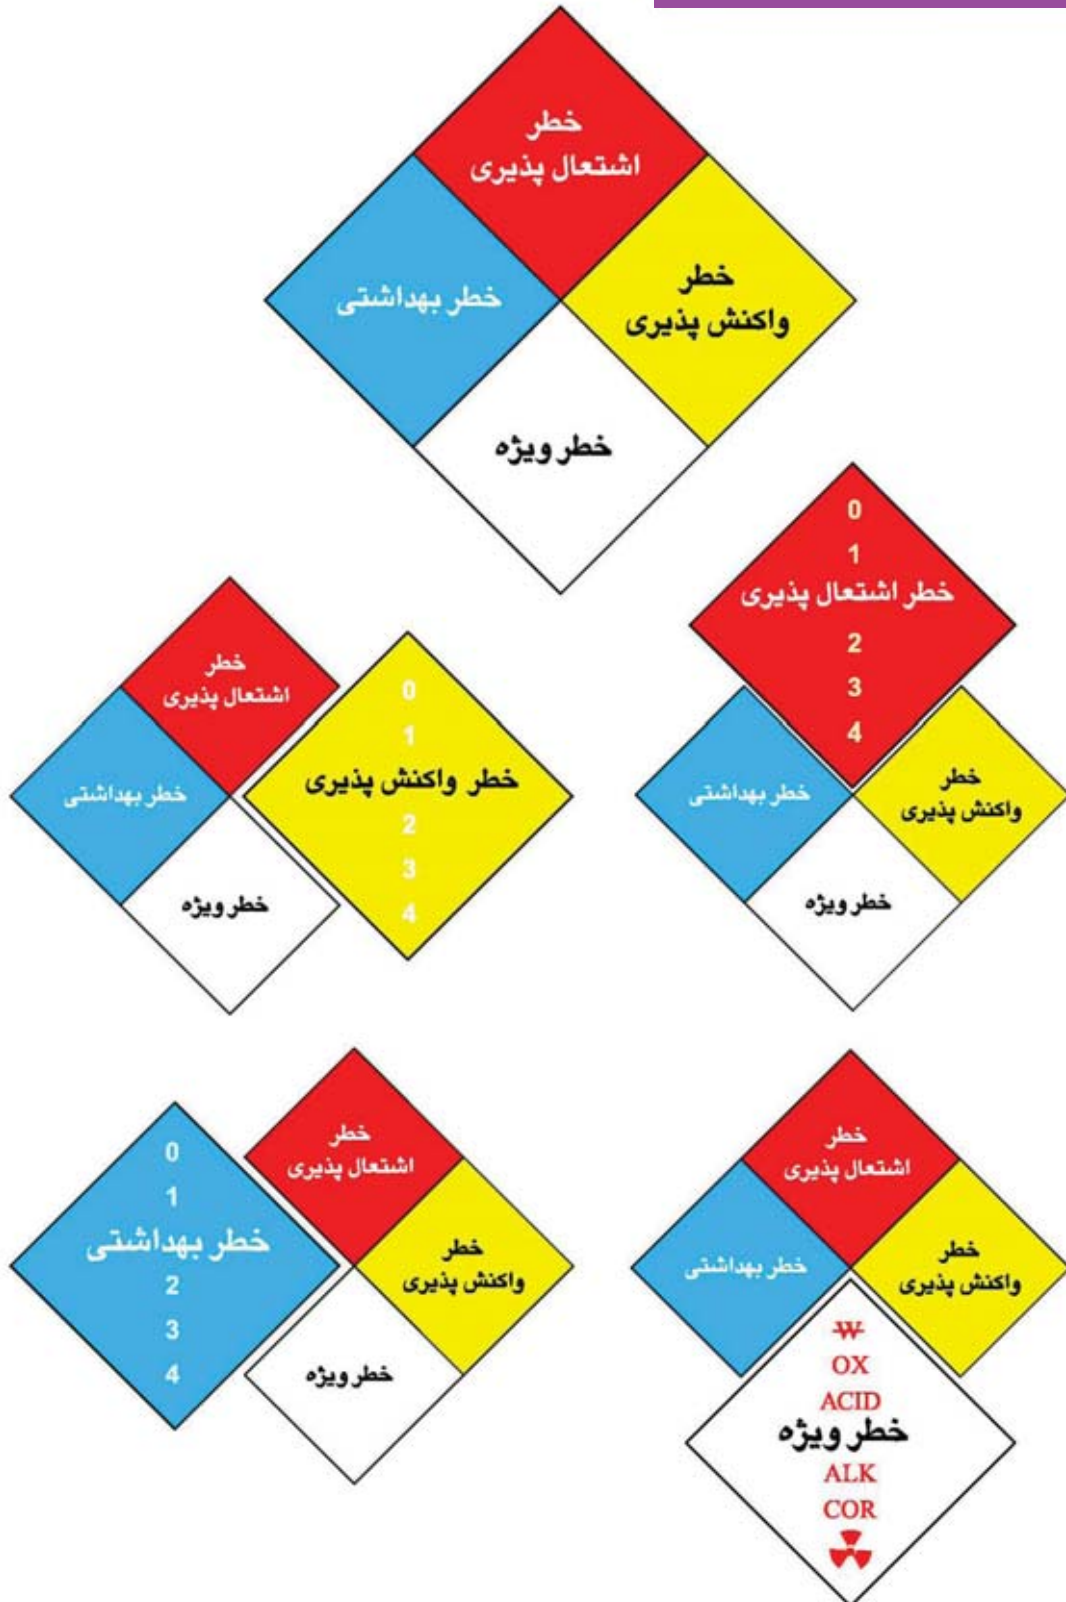 خطر
اشتعال پذیری
خطر بهداشتی
خطر
واکنش پذیری
خطر ویژه
0
1
خطر اشتعال پذیری
2
3
4
خطر بهداشتی
خطر
واکنش پذیری
خطر ویژه
خطر
اشتعال پذیری
خطر بهداشتی
0
1
خطر واکنش پذیری
2
3
4
خطر ویژه
خطر
اشتعال پذیری
خطر بهداشتی
خطر
واکنش پذیری
W
OX
ACID
خطر ویژه
ALK
COR
0
1
خطر بهداشتی
2
3
4
خطر
اشتعال پذیری
خطر
واکنش پذیری
خطر ویژه